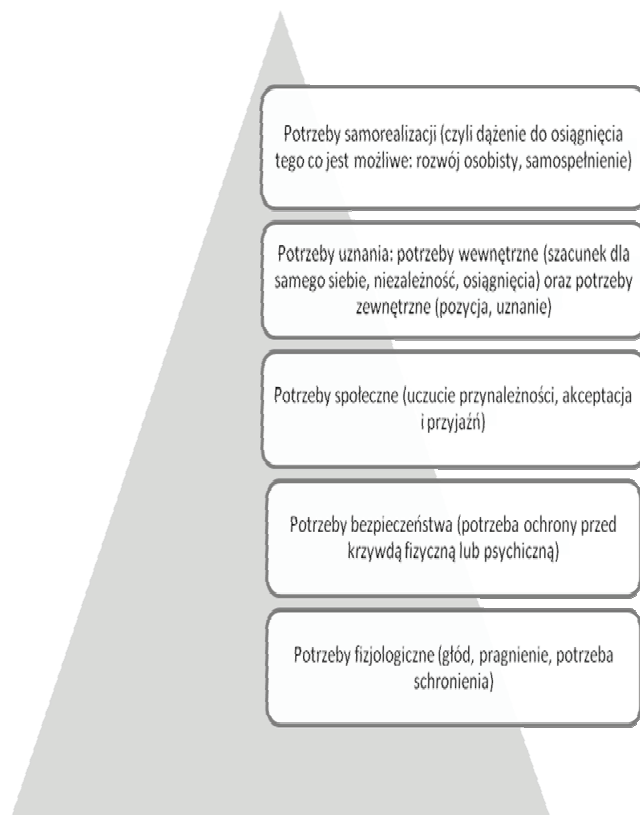 Potrzeby samorealizacji (czyli dążenie do osiągnięcia
tego co jest możliwe: rozwój osobisty, samospełnienie)
Potrzeby uznania: potrzeby wewnętrzne (szacunek dla
samego siebie, niezależność, osiągnięcia) oraz potrzeby
zewnętrzne (pozycja, uznanie)
Potrzeby społeczne (uczucie przynależności, akceptacja
i przyjaźń)
Potrzeby bezpieczeństwa (potrzeba ochrony przed
krzywdą fizyczną lub psychiczną)
Potrzeby fizjologiczne (głód, pragnienie, potrzeba
schronienia)